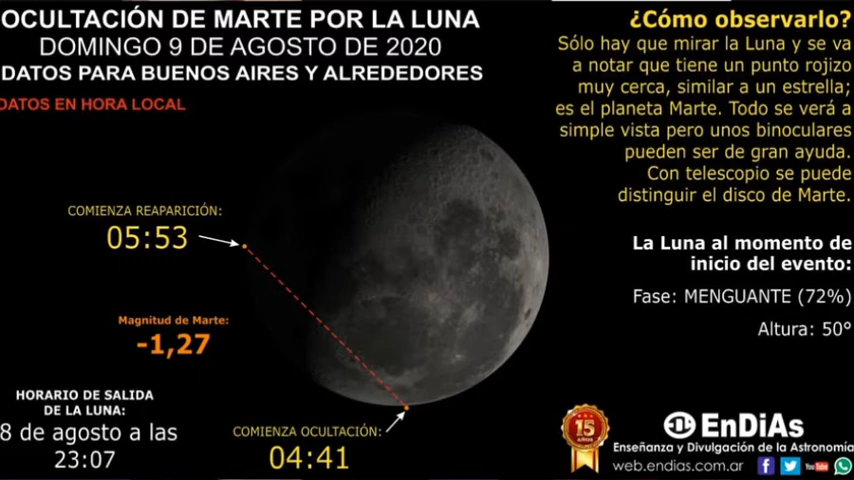 OCULTACIÓN DE MARTE POR LA LUNA
DOMINGO 9 DE AGOSTO DE 2020
DATOS PARA BUENOS AIRES Y ALREDEDORES
DATOS EN HORA LOCAL
COMIENZA REAPARICIÓN:
05:53
Magnitud de Marte:
-1,27
HORARIO DE SALIDA
DE LA LUNA:
8 de agosto a las
23:07
COMIENZA OCULTACIÓN:
04:41
¿Cómo observarlo?
Sólo hay que mirar la Luna y se va
a notar que tiene un punto rojizo
muy cerca, similar a un estrella;
es el planeta Marte. Todo se verá a
simple vista pero unos binoculares
pueden ser de gran ayuda.
Con telescopio se puede
distinguir el disco de Marte.
La Luna al momento de
inicio del evento:
Fase: MENGUANTE (72%)
Altura: 50°
15
AÑOS
EnDiAs
Enseñanza y Divulgación de la Astronomía
web.endias.com.ar
You Tube